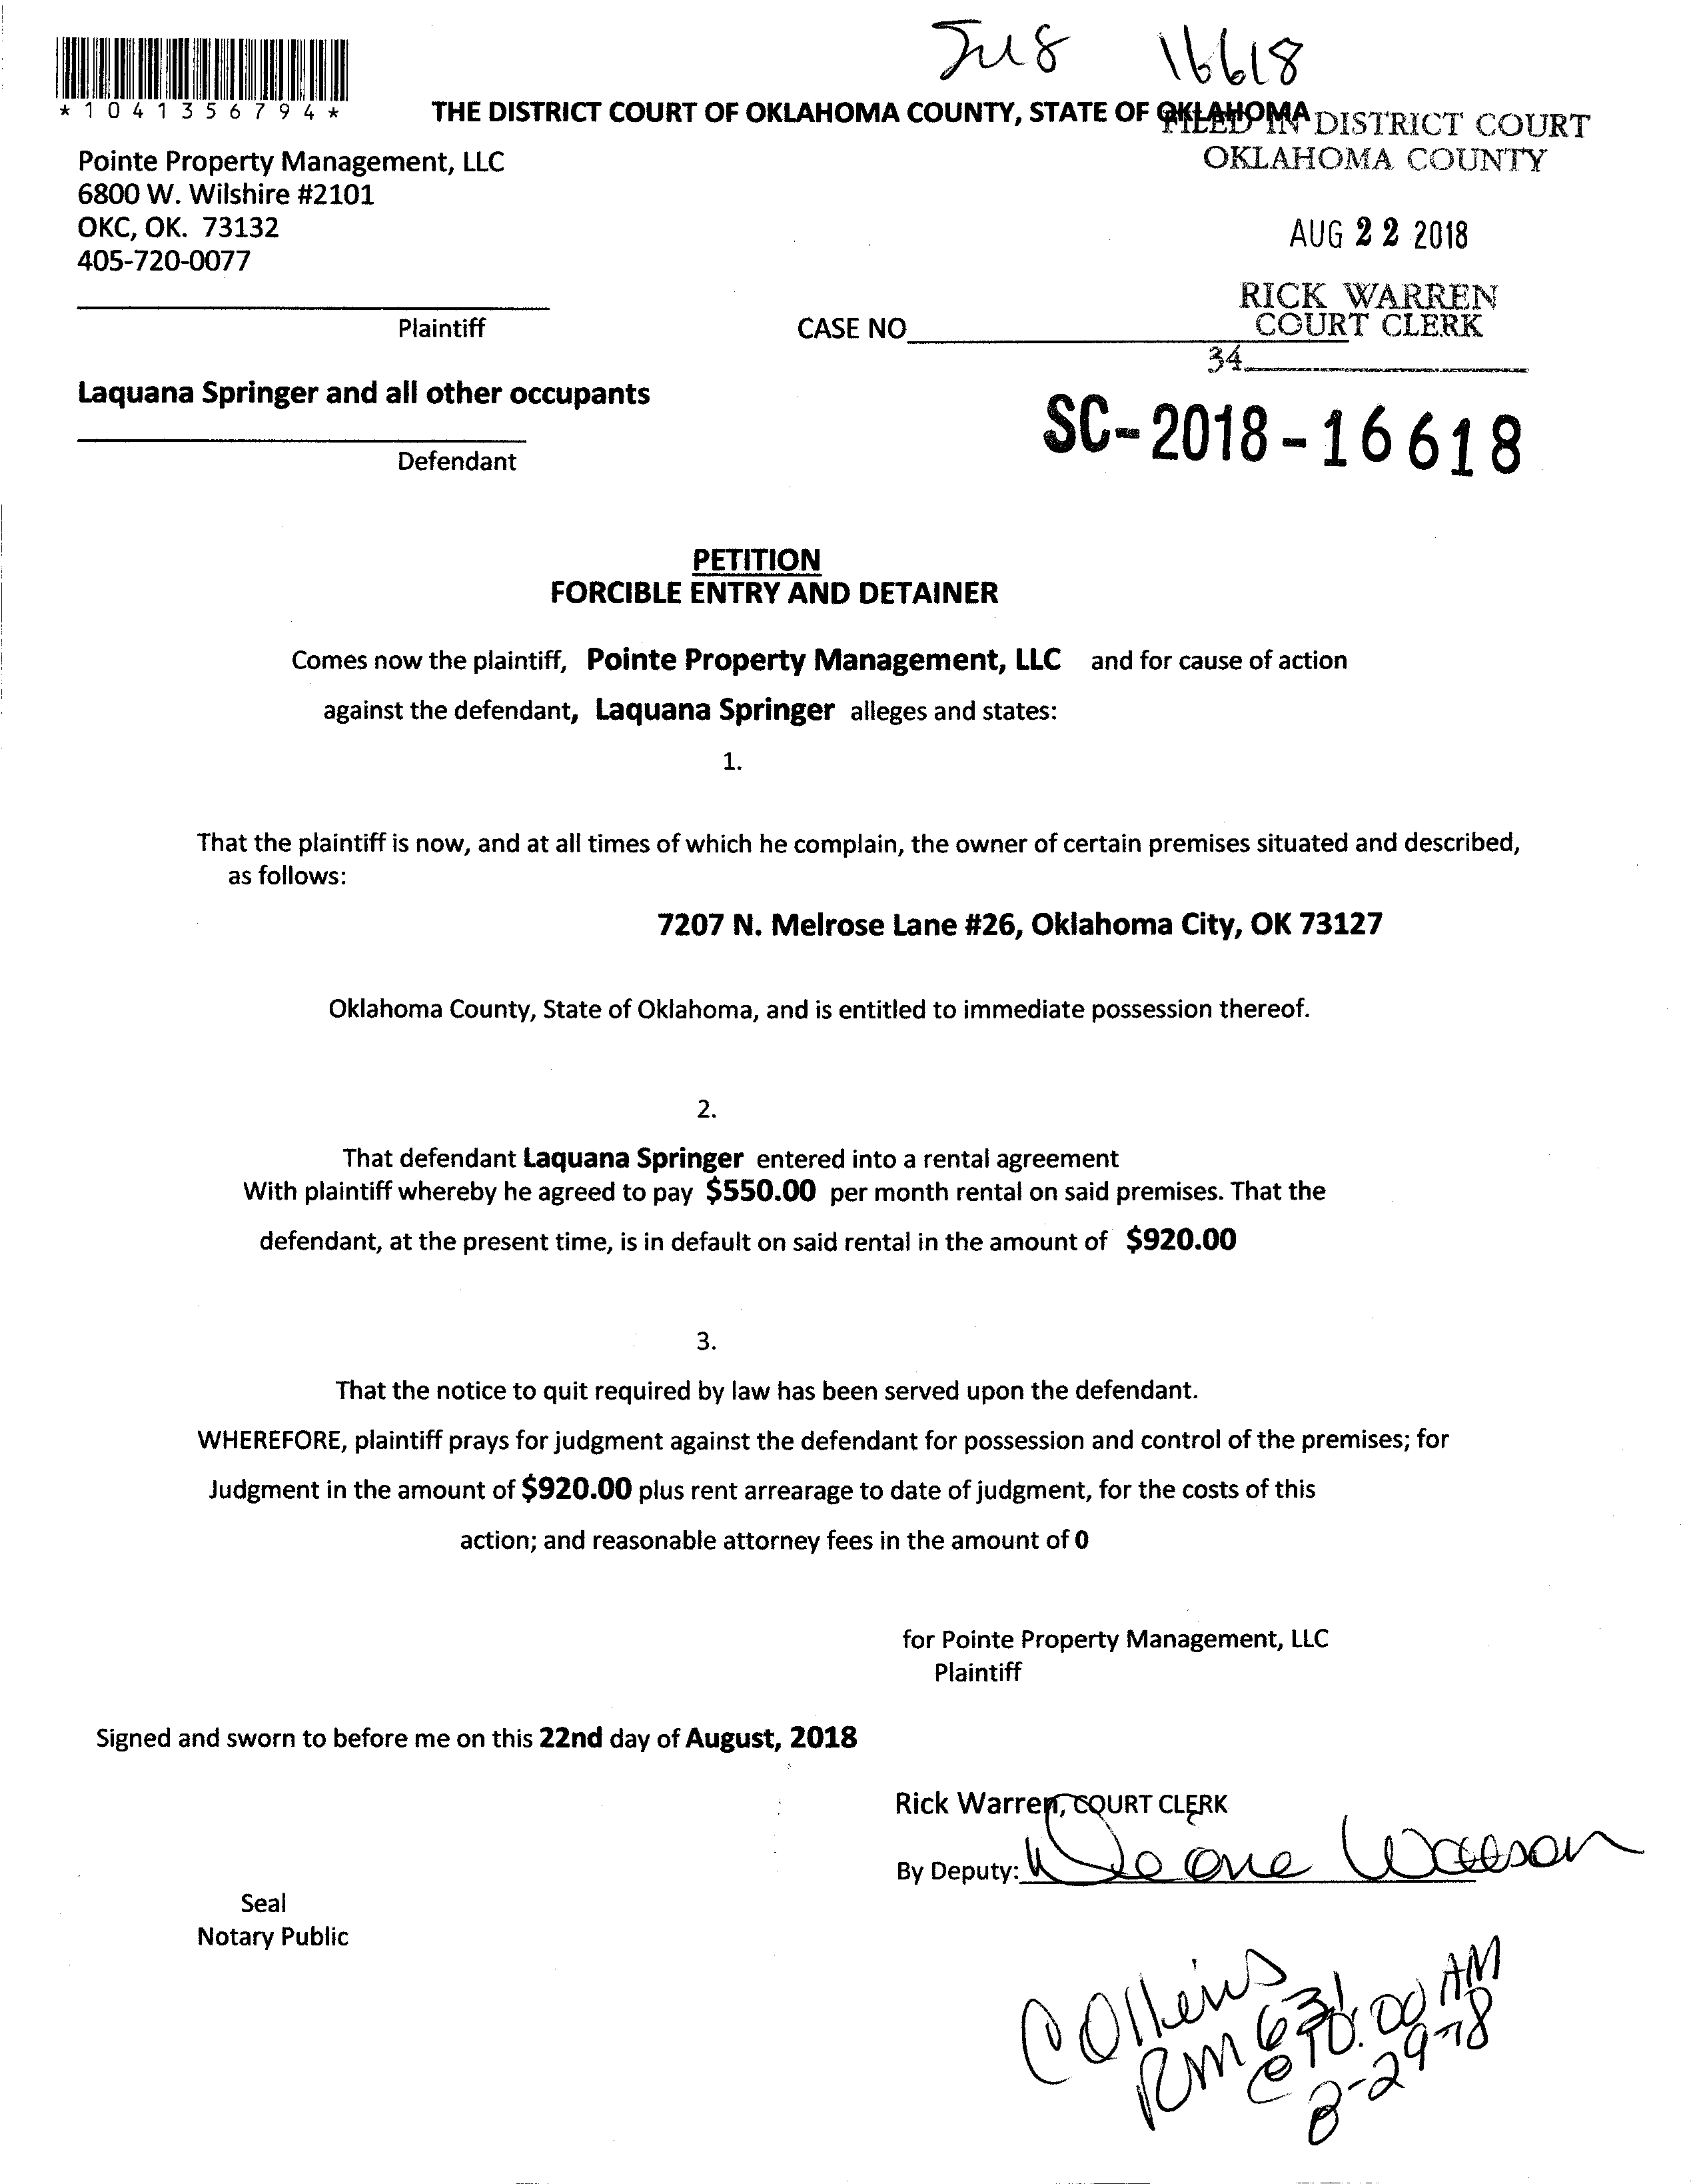 16618
*1041356794*
THE DISTRICT COURT OF OKLAHOMA COUNTY, STATE OF OKLAHOMA
FILED IN DISTRICT COURT
OKLAHOMA COUNTY
Pointe Property Management, LLC
6800 W. Wilshire #2101
OKC, OK. 73132
405-720-0077
AUG 22 2018
RICK WARREN
COURT CLERK
Plaintiff
CASE NO
34
Laquana Springer and all other occupants
SC-2018-16618
Defendant
PETITION
FORCIBLE ENTRY AND DETAINER
Comes now the plaintiff, Pointe Property Management, LLC and for cause of action
against the defendant, Laquana Springer alleges and states:
1.
That the plaintiff is now, and at all times of which he complain, the owner of certain premises situated and described,
as follows:
7207 N. Melrose Lane #26, Oklahoma City, OK 73127
Oklahoma County, State of Oklahoma, and is entitled to immediate possession thereof.
2.
That defendant Laquana Springer entered into a rental agreement
With plaintiff whereby he agreed to pay $550.00 per month rental on said premises. That the
defendant, at the present time, is in default on said rental in the amount of $920.00
3.
That the notice to quit required by law has been served upon the defendant.
WHEREFORE, plaintiff prays for judgment against the defendant for possession and control of the premises; for
Judgment in the amount of $920.00 plus rent arrearage to date of judgment, for the costs of this
action; and reasonable attorney fees in the amount of 0
for Pointe Property Management, LLC
Plaintiff
Signed and sworn to before me on this 22nd day of August, 2018
Rick Warren, COURT CLERK
By Deputy:
Seal
Notary Public
Collins
RM 631
@ 10:00 AM
8-29-18